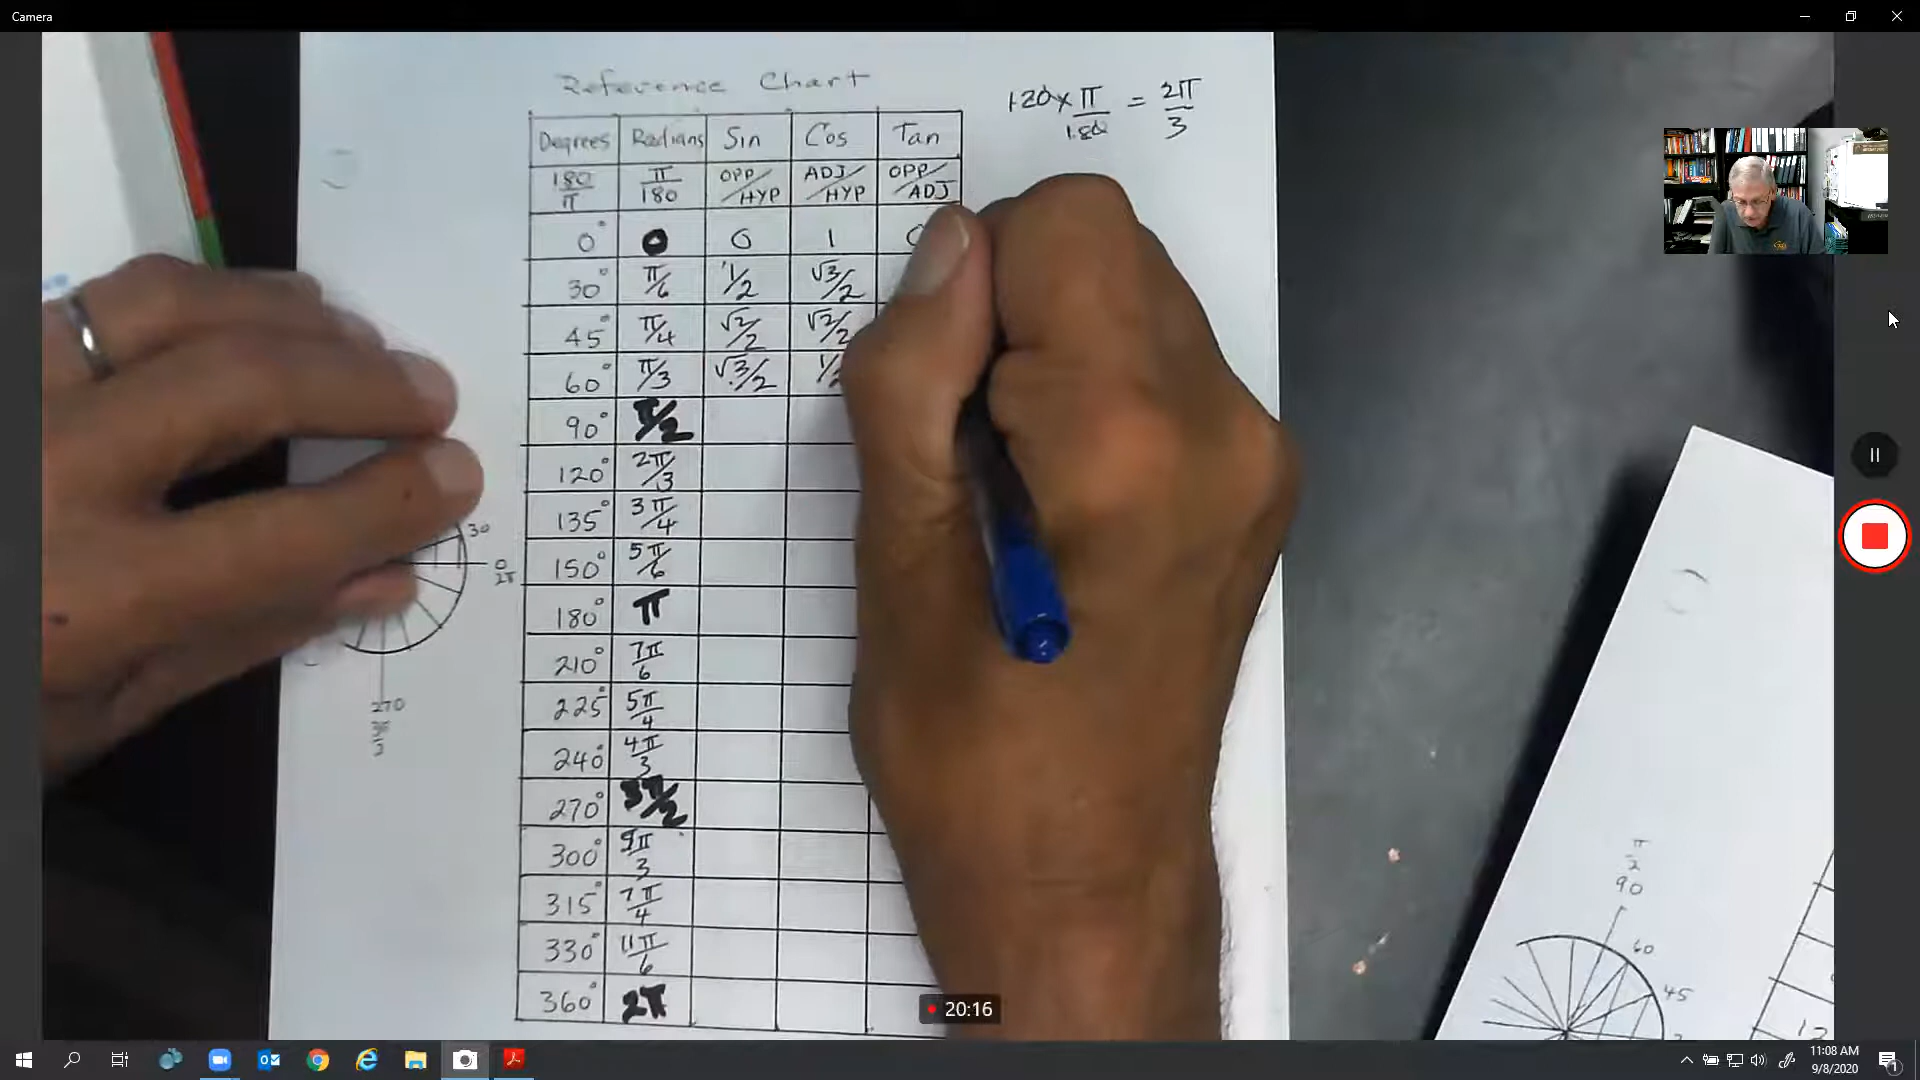 Camera
Reference Chart
120 × π/180 = 2π/3
Degrees Radians Sin Cos Tan
180/π π/180 OPP/HYP ADJ/HYP OPP/ADJ
0° 0 0 1
30° π/6 1/2 √3/2
45° π/4 √2/2 √2/2
60° π/3 √3/2
90° π/2
120° 2π/3
135° 3π/4
150° 5π/6
180° π
210° 7π/6
225° 5π/4
240° 4π/3
270° 3π/2
300° 5π/3
315° 7π/4
330° 11π/6
360° 2π
30
0
2π
270
π
2
90
60
45
20:16
11:08 AM
9/8/2020